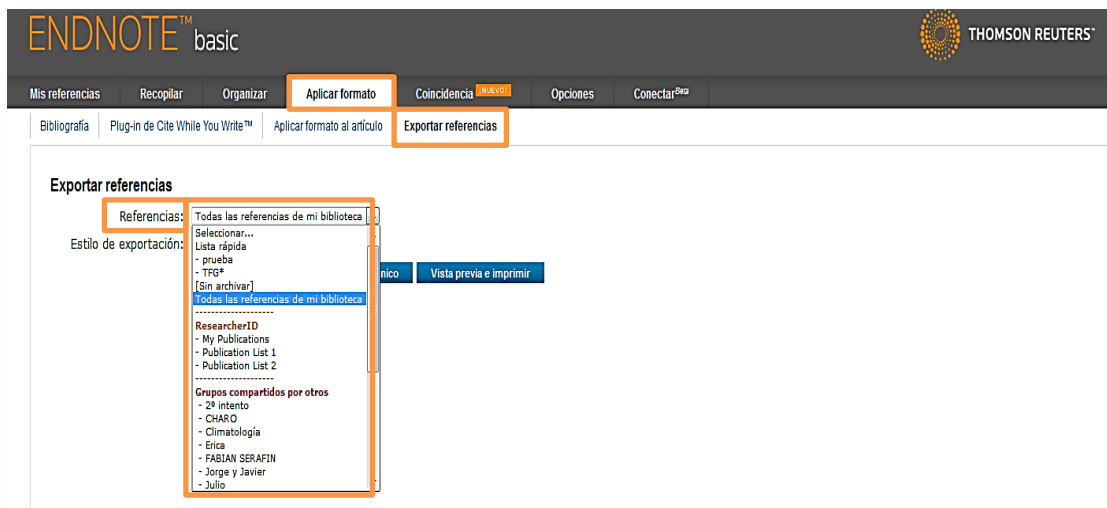 ENDNOTE™ basic
THOMSON REUTERS™
Mis referencias Recopilar Organizar Aplicar formato Coincidencia ¡NUEVO! Opciones Conectar Beta
Bibliografía Plug-in de Cite While You Write™ Aplicar formato al artículo Exportar referencias
Exportar referencias
Referencias: Todas las referencias de mi biblioteca
Estilo de exportación:
Seleccionar...
Lista rápida
- prueba
- TFG*
[Sin archivar]
Todas las referencias de mi biblioteca
nico Vista previa e imprimir
--------------------
ResearcherID
- My Publications
- Publication List 1
- Publication List 2
--------------------
Grupos compartidos por otros
- 2º intento
- CHARO
- Climatología
- Erica
- FABIAN SERAFIN
- Jorge y Javier
- Julio